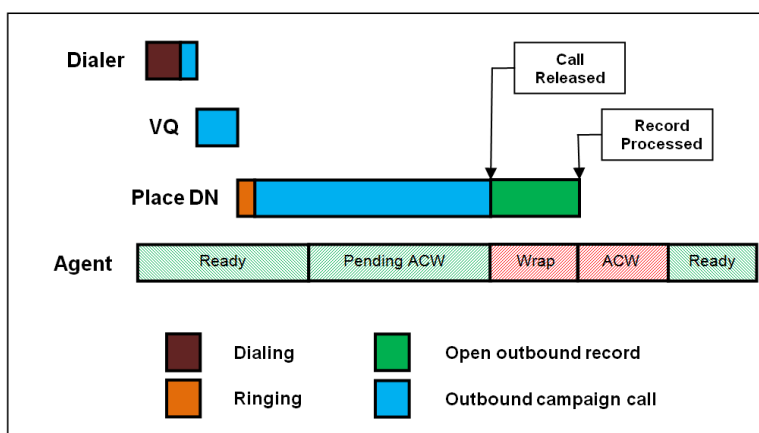 Dialer
Call
Released
VQ
Record
Processed
Place DN
Agent
Ready
Pending ACW
Wrap
ACW
Ready
Dialing
Open outbound record
Ringing
Outbound campaign call